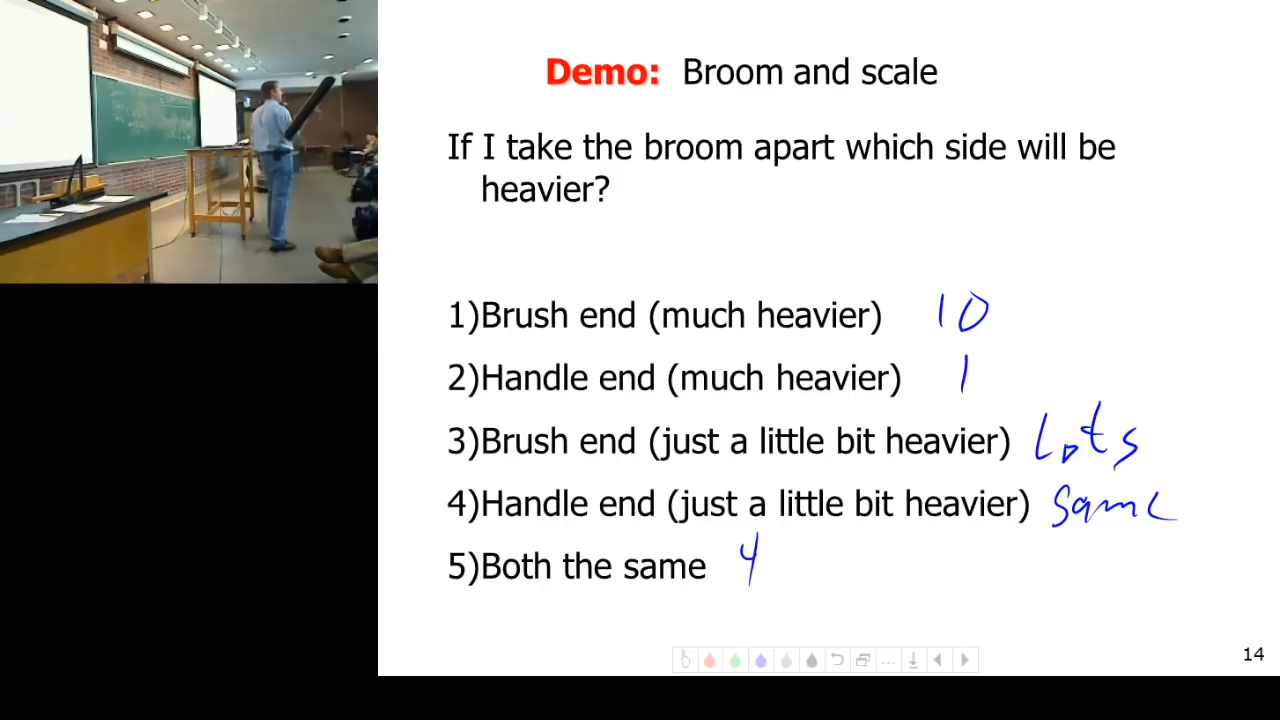 Demo: Broom and scale
If I take the broom apart which side will be
heavier?
1)Brush end (much heavier) 10
2)Handle end (much heavier) 1
3)Brush end (just a little bit heavier) Lots
4)Handle end (just a little bit heavier) same
5)Both the same 4
14